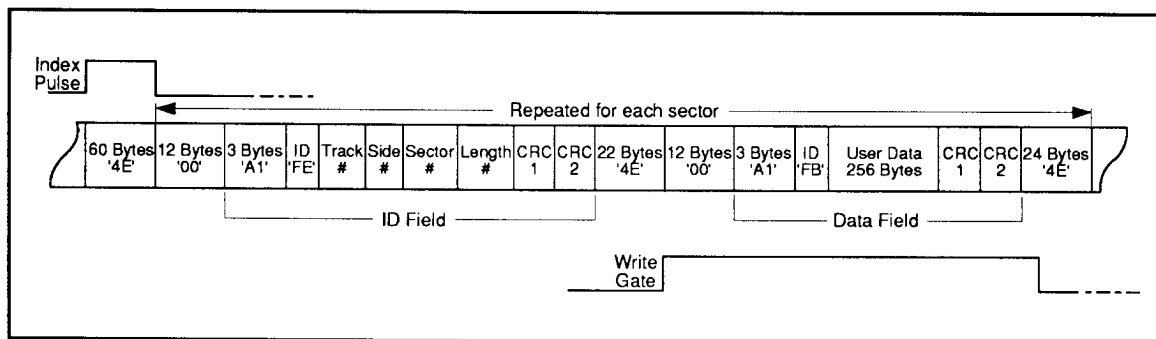 Index
Pulse
Repeated for each sector
60 Bytes 12 Bytes 3 Bytes ID Track Side Sector Length CRC CRC 22 Bytes 12 Bytes 3 Bytes ID User Data CRC CRC 24 Bytes
'4E' '00' 'A1' 'FE' # # # # 1 2 '4E' '00' 'A1' 'FB' 256 Bytes 1 2 '4E'
ID Field
Data Field
Write
Gate